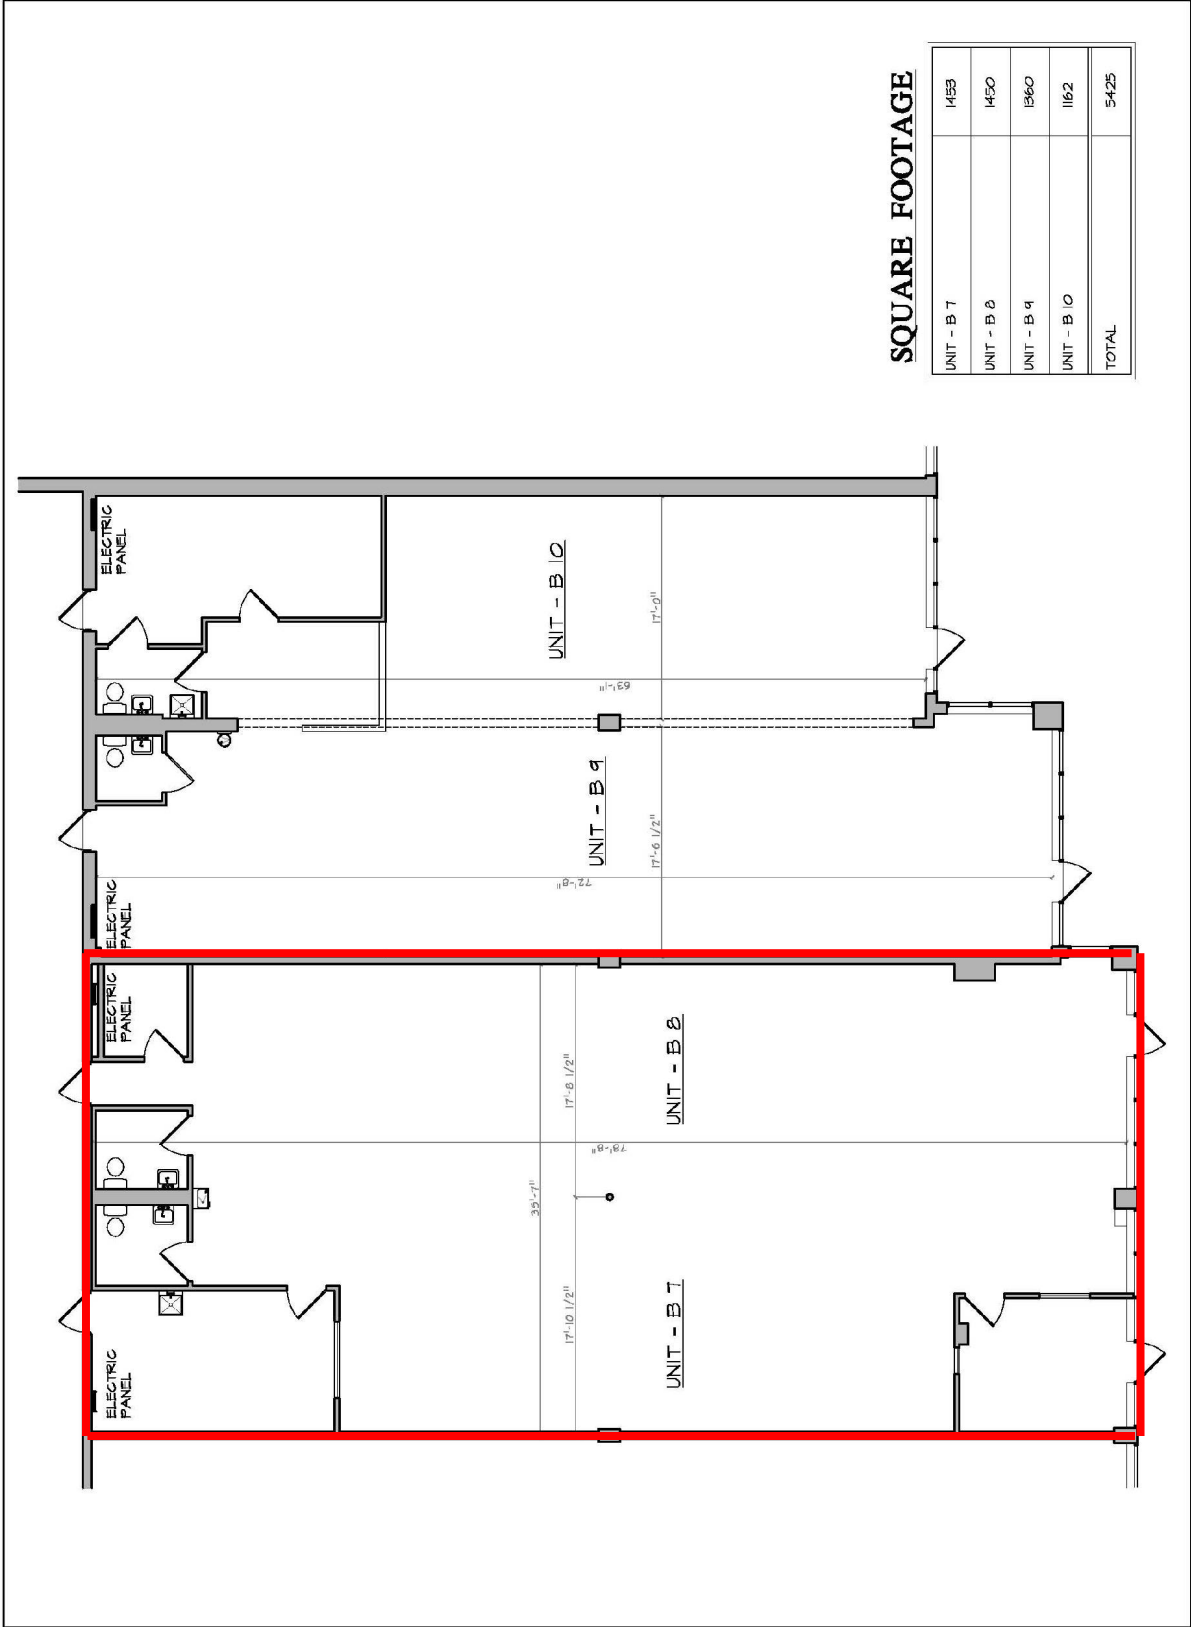 SQUARE FOOTAGE
UNIT - B 7 1453
UNIT - B 8 1450
UNIT - B 9 1360
UNIT - B 10 1162
TOTAL 5425
ELECTRIC
PANEL
ELECTRIC
PANEL
ELECTRIC
PANEL
ELECTRIC
PANEL
UNIT - B 7
UNIT - B 8
UNIT - B 9
UNIT - B 10
35'-7"
17'-10 1/2"
17'-8 1/2"
78'-8"
72'-8"
17'-6 1/2"
63'-1"
17'-0"